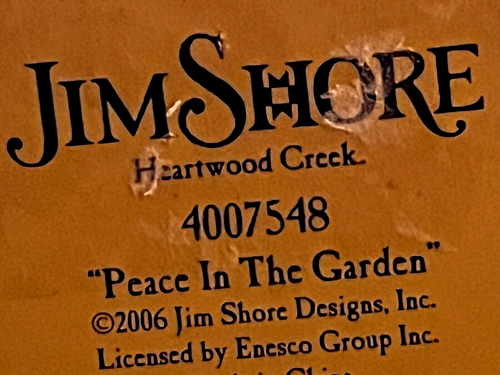 JIM SHORE
Heartwood Creek.
4007548
"Peace In The Garden"
©2006 Jim Shore Designs, Inc.
Licensed by Enesco Group Inc.